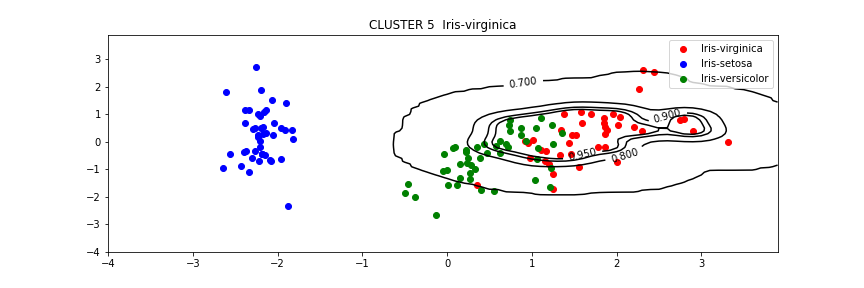 CLUSTER 5  Iris-virginica
Iris-virginica
Iris-setosa
Iris-versicolor
0.700
0.900
0.950
0.800
3
2
1
0
−1
−2
−3
−4
−4 −3 −2 −1 0 1 2 3